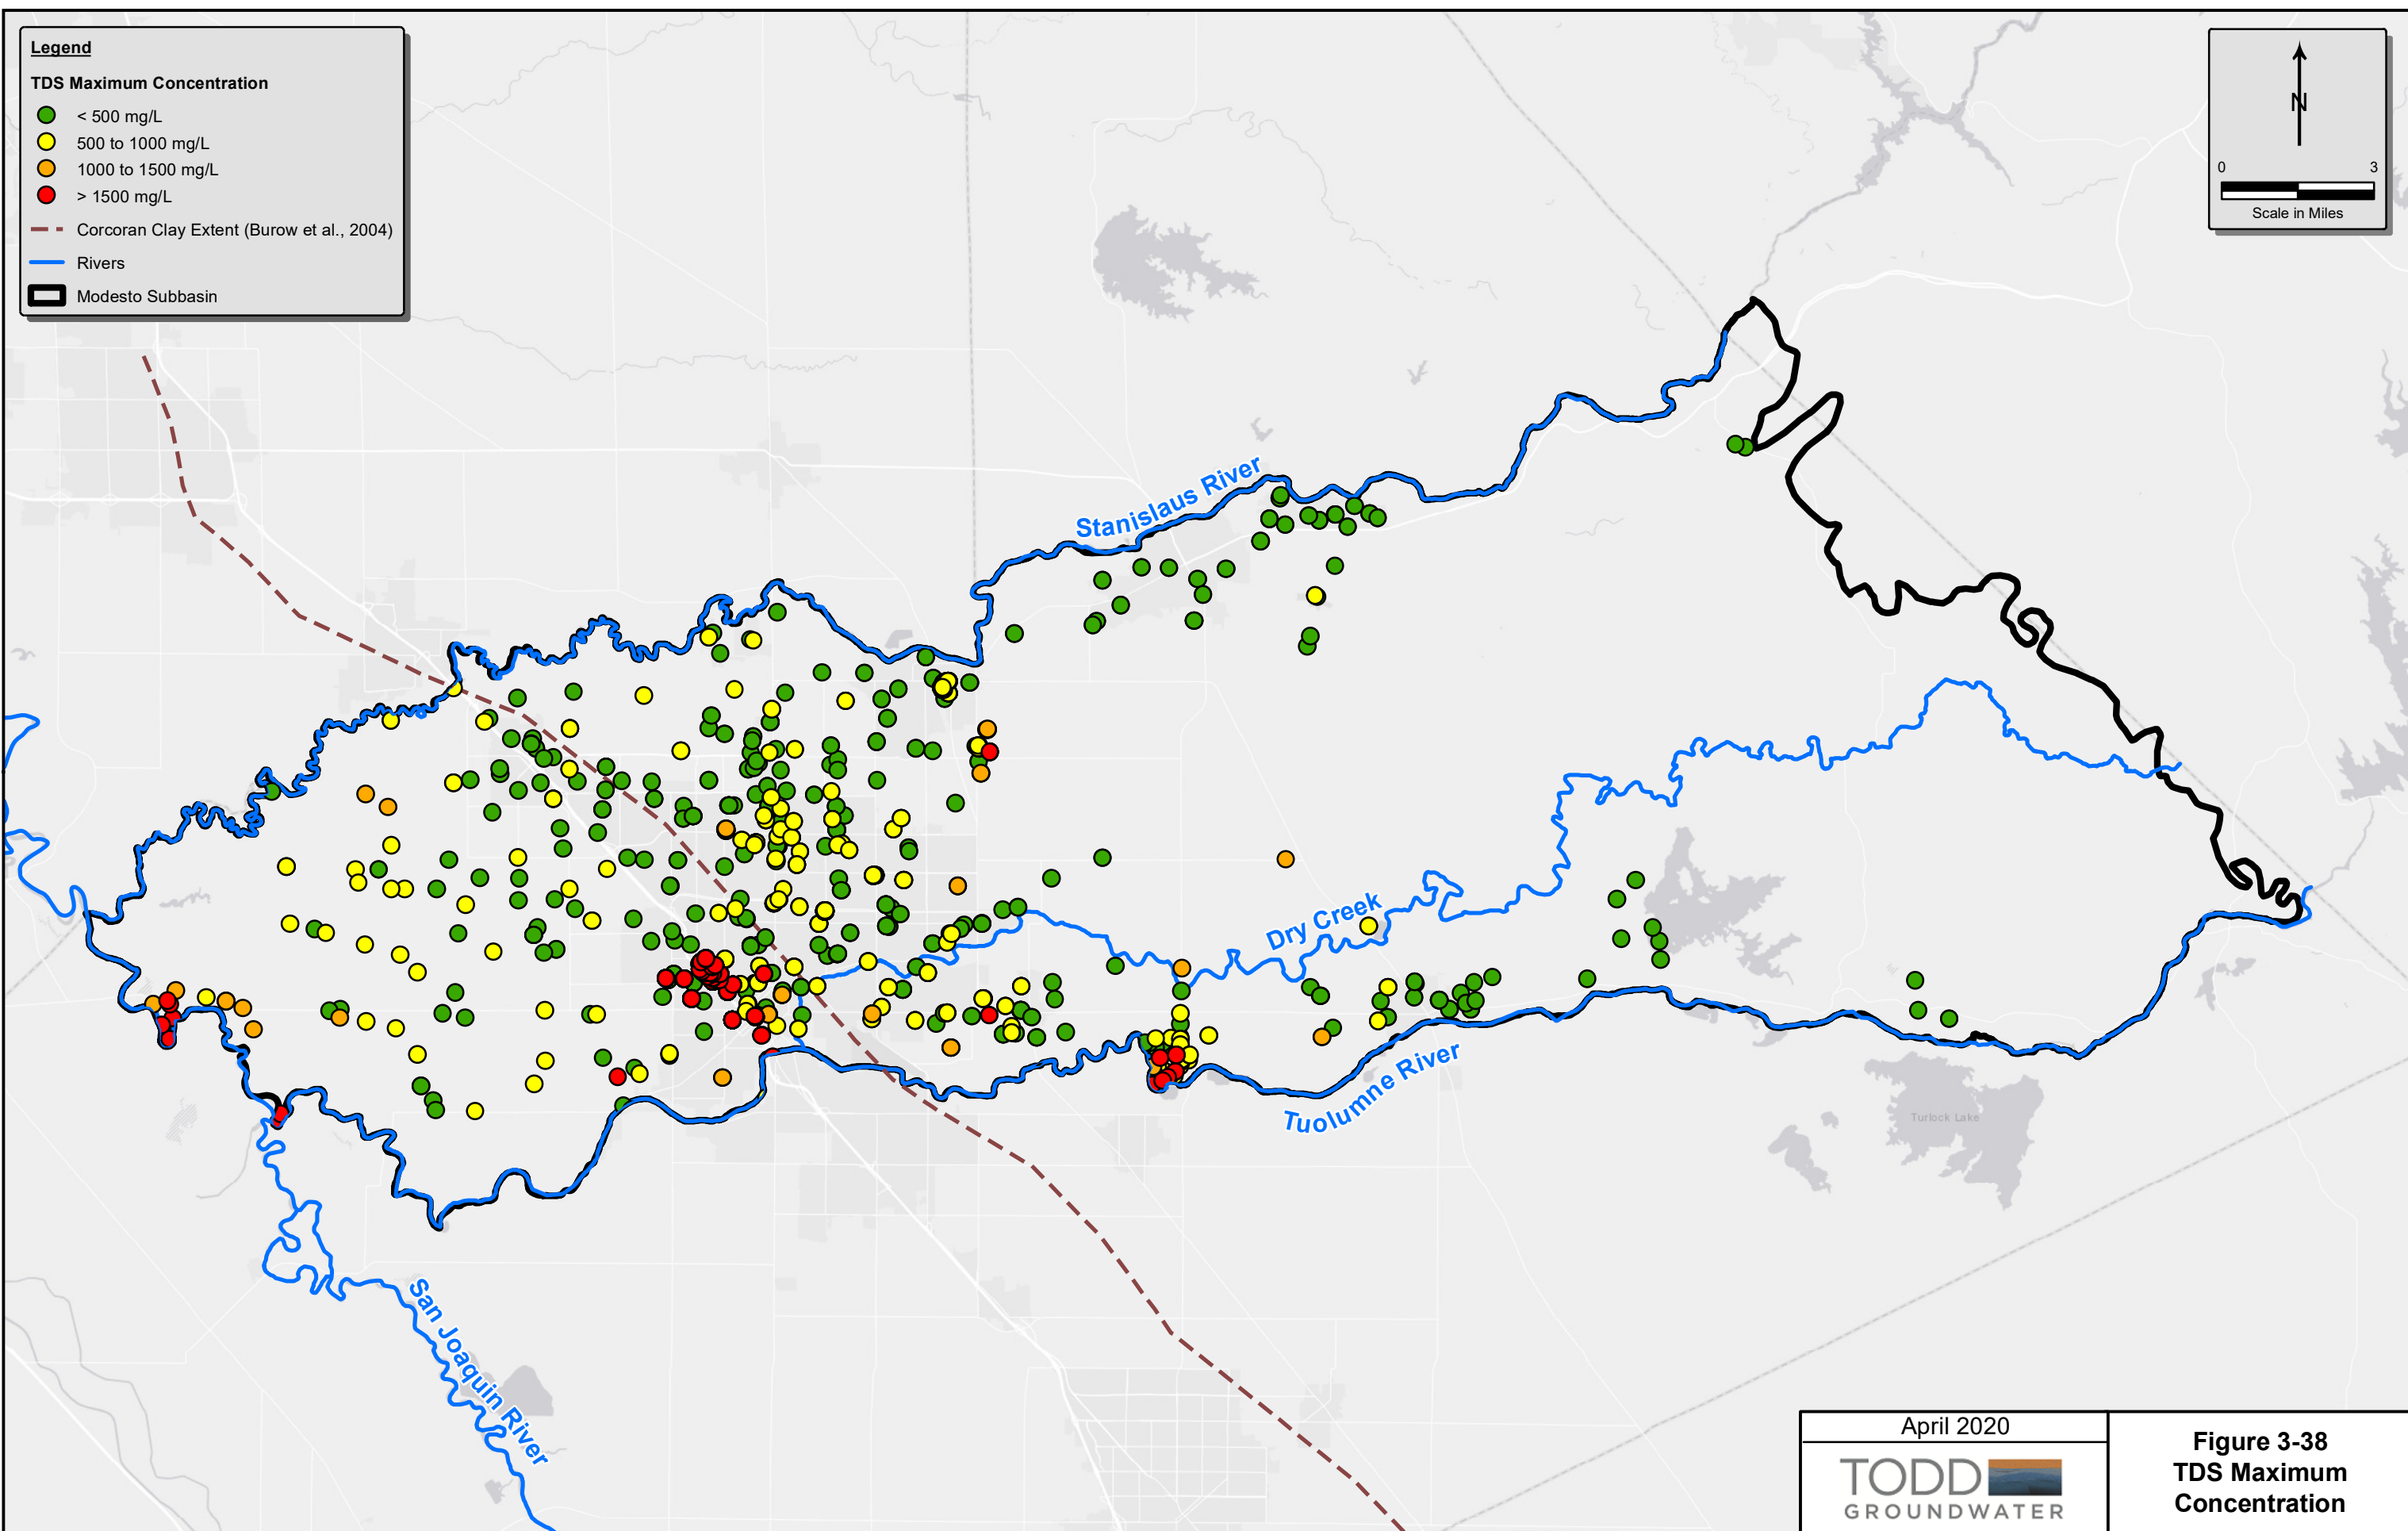 Legend
TDS Maximum Concentration
< 500 mg/L
500 to 1000 mg/L
1000 to 1500 mg/L
> 1500 mg/L
Corcoran Clay Extent (Burow et al., 2004)
Rivers
Modesto Subbasin
N
0 3
Scale in Miles
Stanislaus River
Dry Creek
Tuolumne River
Turlock Lake
San Joaquin River
April 2020
TODD
GROUNDWATER
Figure 3-38
TDS Maximum
Concentration